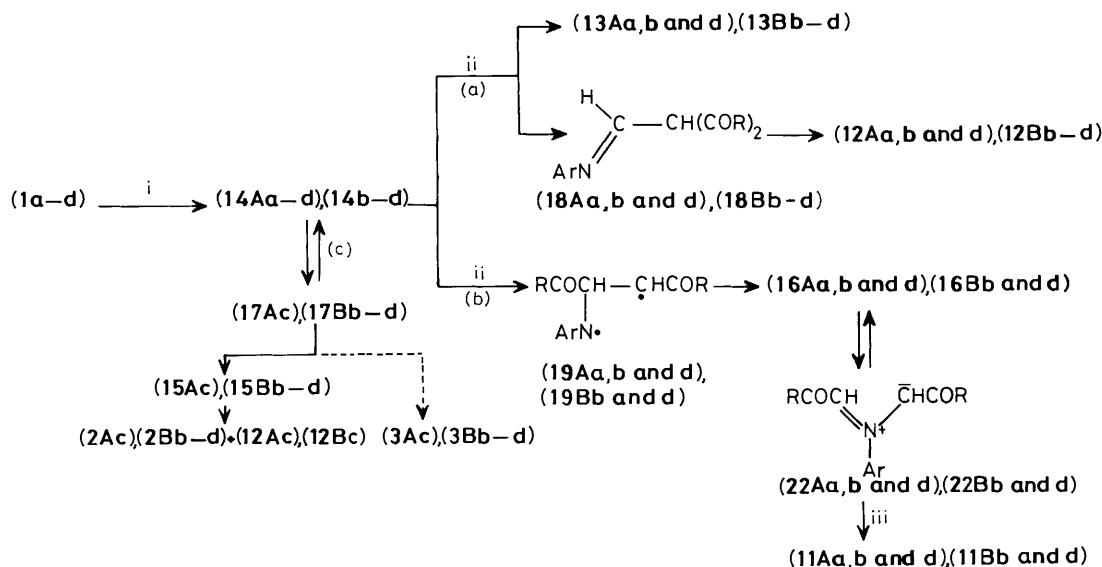 (13Aa,b and d),(13Bb–d)
ii
(a)
H
C — CH(COR)2
ArN
(12Aa,b and d),(12Bb–d)
(18Aa,b and d),(18Bb-d)
(1a–d)
i
(14Aa–d),(14b–d)
(c)
(17Ac),(17Bb–d)
(15Ac),(15Bb–d)
(2Ac),(2Bb–d)+(12Ac),(12Bc)
(3Ac),(3Bb–d)
ii
(b)
RCOCH — ĊHCOR
ArN•
(19Aa,b and d),
(19Bb and d)
(16Aa,b and d),(16Bb and d)
RCOCH C̄HCOR
N+
Ar
(22Aa,b and d),(22Bb and d)
iii
(11Aa,b and d),(11Bb and d)